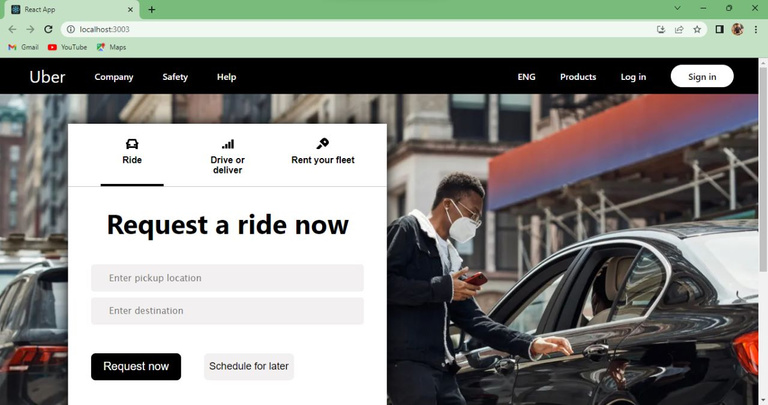 React App
localhost:3003
Gmail YouTube Maps
Uber Company Safety Help ENG Products Log in Sign in
Ride Drive or Rent your fleet
deliver
Request a ride now
Enter pickup location
Enter destination
Request now Schedule for later